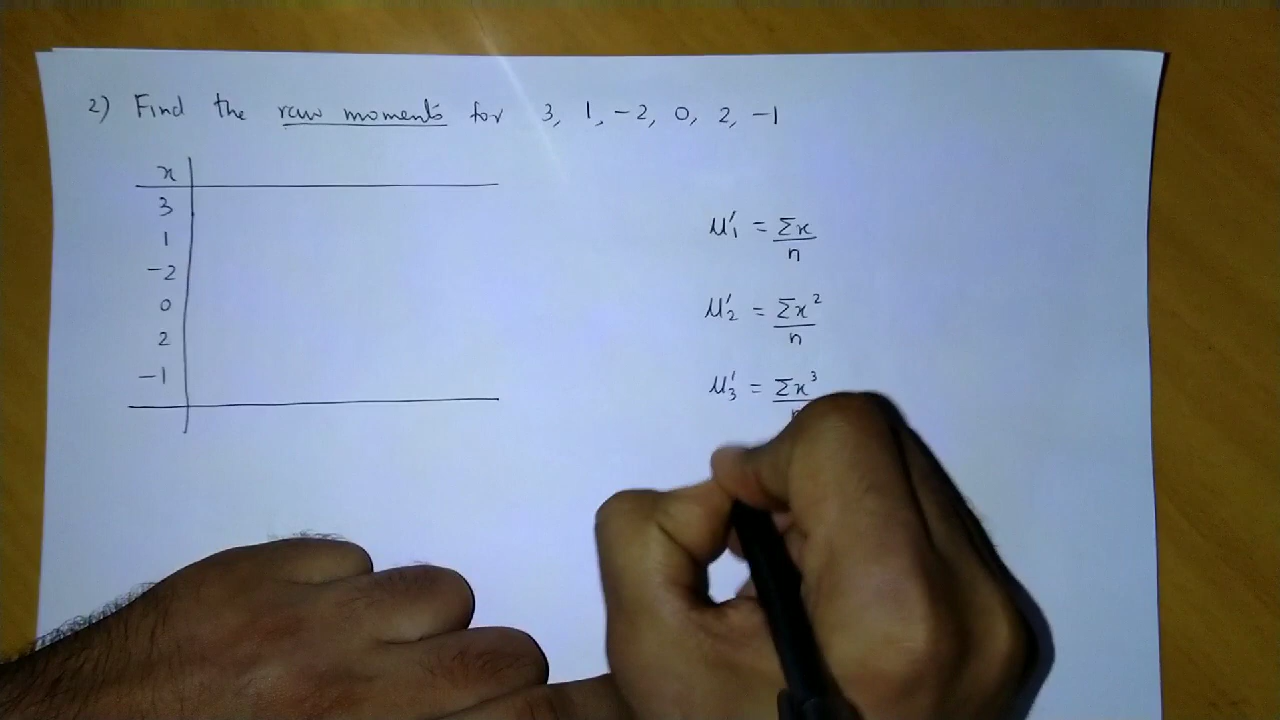 2) Find the raw moments for 3, 1, -2, 0, 2, -1
x
3
1
-2
0
2
-1
μ'₁ = Σx/n
μ'₂ = Σx²/n
μ'₃ = Σx³/n